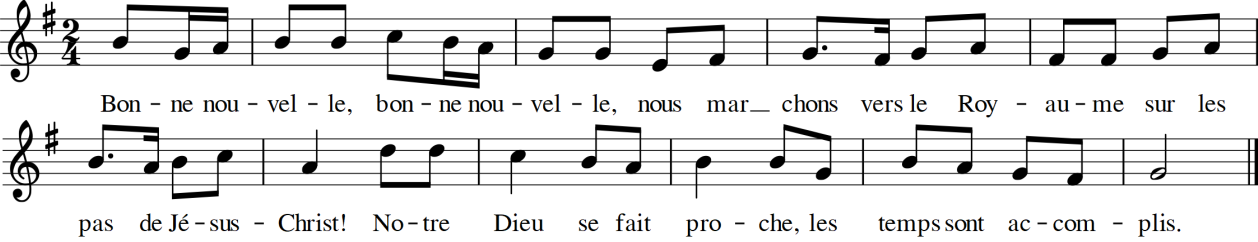 Bon - ne nou - vel - le, bon - ne nou - vel - le, nous mar _ chons vers le Roy - au - me sur les
pas de Jé - sus - Christ! No - tre Dieu se fait pro - che, les temps sont ac - com - plis.